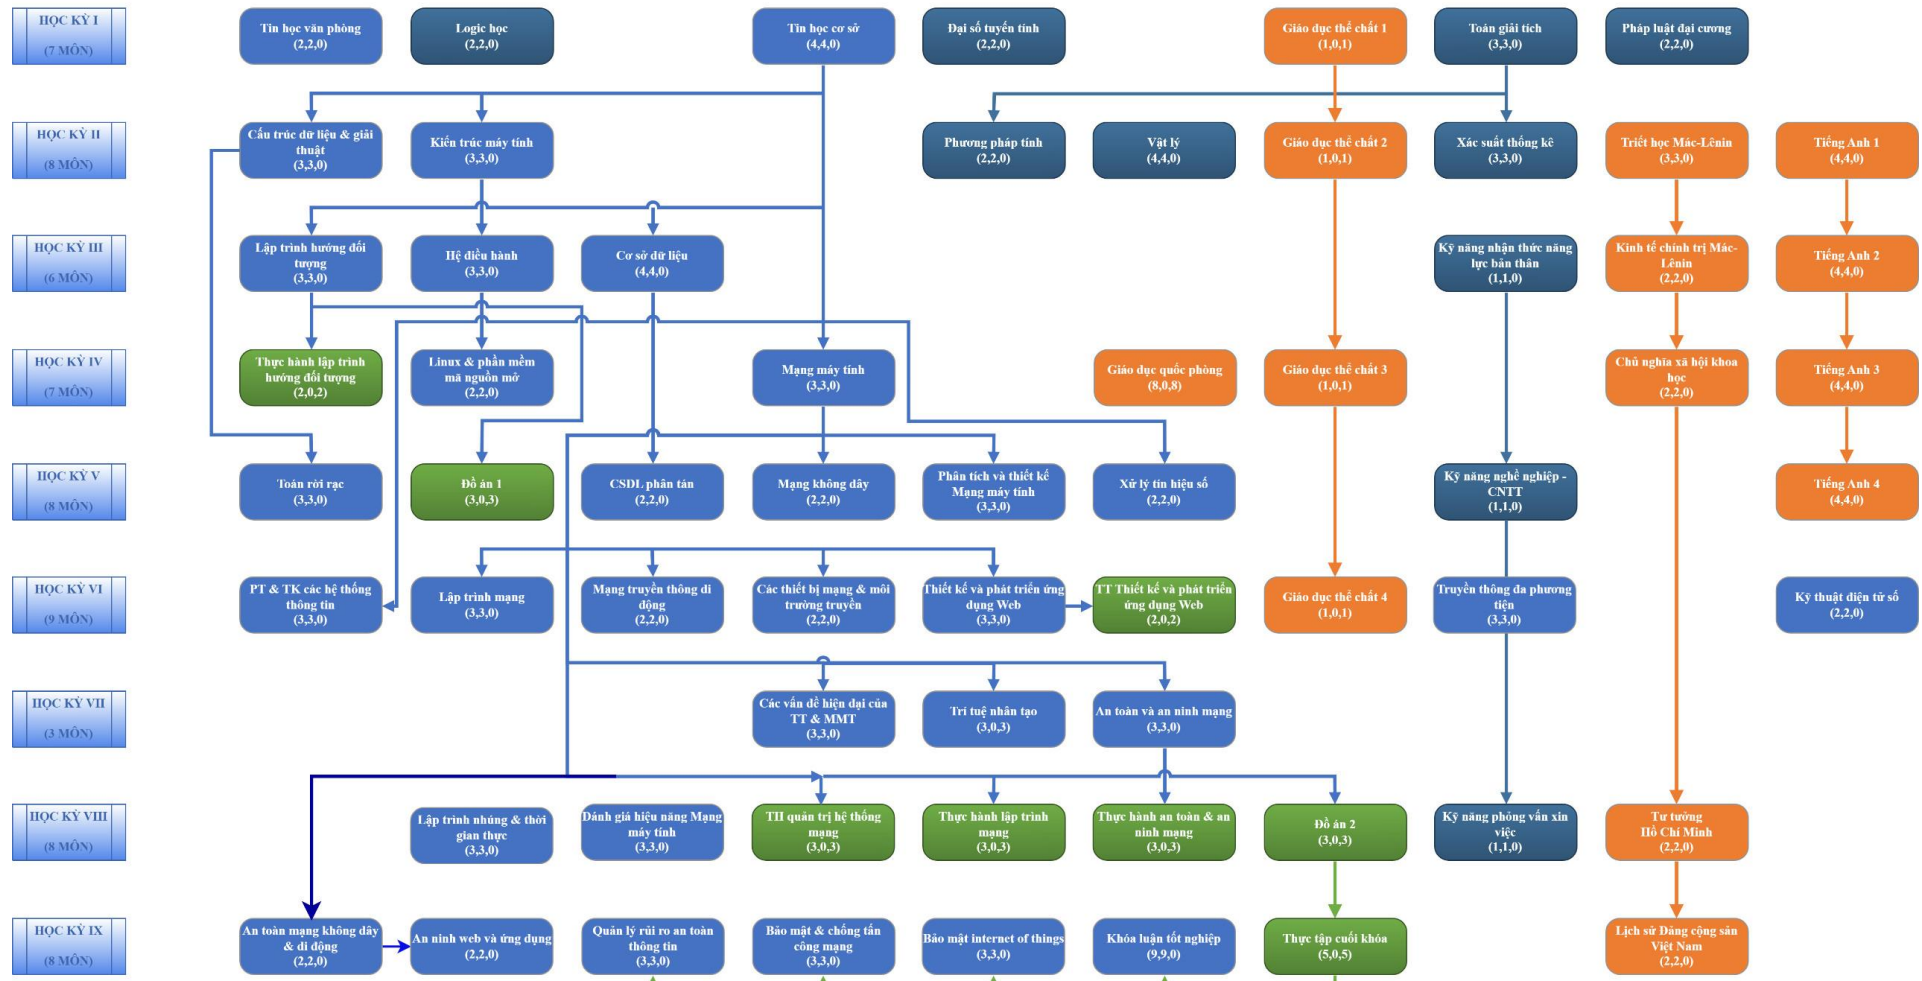 HỌC KỲ I
(7 MÔN)
Tin học văn phòng
(2,2,0)
Logic học
(2,2,0)
Tin học cơ sở
(4,4,0)
Đại số tuyến tính
(2,2,0)
Giáo dục thể chất 1
(1,0,1)
Toán giải tích
(3,3,0)
Pháp luật đại cương
(2,2,0)
HỌC KỲ II
(8 MÔN)
Cấu trúc dữ liệu & giải
thuật
(3,3,0)
Kiến trúc máy tính
(3,3,0)
Phương pháp tính
(2,2,0)
Vật lý
(4,4,0)
Giáo dục thể chất 2
(1,0,1)
Xác suất thống kê
(3,3,0)
Triết học Mác-Lênin
(3,3,0)
Tiếng Anh 1
(4,4,0)
HỌC KỲ III
(6 MÔN)
Lập trình hướng đối
tượng
(3,3,0)
Hệ điều hành
(3,3,0)
Cơ sở dữ liệu
(4,4,0)
Kỹ năng nhận thức năng
lực bản thân
(1,1,0)
Kinh tế chính trị Mác-
Lênin
(2,2,0)
Tiếng Anh 2
(4,4,0)
HỌC KỲ IV
(7 MÔN)
Thực hành lập trình
hướng đối tượng
(2,0,2)
Linux & phần mềm
mã nguồn mở
(2,2,0)
Mạng máy tính
(3,3,0)
Giáo dục quốc phòng
(8,0,8)
Giáo dục thể chất 3
(1,0,1)
Chủ nghĩa xã hội khoa
học
(2,2,0)
Tiếng Anh 3
(4,4,0)
HỌC KỲ V
(8 MÔN)
Toán rời rạc
(3,3,0)
Đồ án 1
(3,0,3)
CSDL phân tán
(2,2,0)
Mạng không dây
(2,2,0)
Phân tích và thiết kế
Mạng máy tính
(3,3,0)
Xử lý tín hiệu số
(2,2,0)
Kỹ năng nghề nghiệp -
CNTT
(1,1,0)
Tiếng Anh 4
(4,4,0)
HỌC KỲ VI
(9 MÔN)
PT & TK các hệ thống
thông tin
(3,3,0)
Lập trình mạng
(3,3,0)
Mạng truyền thông di
động
(2,2,0)
Các thiết bị mạng & môi
trường truyền
(2,2,0)
Thiết kế và phát triển ứng
dụng Web
(3,3,0)
TT Thiết kế và phát triển
ứng dụng Web
(2,0,2)
Giáo dục thể chất 4
(1,0,1)
Truyền thông đa phương
tiện
(3,3,0)
Kỹ thuật điện tử số
(2,2,0)
HỌC KỲ VII
(3 MÔN)
Các vấn đề hiện đại của
TT & MMT
(3,3,0)
Trí tuệ nhân tạo
(3,0,3)
An toàn và an ninh mạng
(3,3,0)
HỌC KỲ VIII
(8 MÔN)
Lập trình nhúng & thời
gian thực
(3,3,0)
Đánh giá hiệu năng Mạng
máy tính
(3,3,0)
TH quản trị hệ thống
mạng
(3,0,3)
Thực hành lập trình
mạng
(3,0,3)
Thực hành an toàn & an
ninh mạng
(3,0,3)
Đồ án 2
(3,0,3)
Kỹ năng phỏng vấn xin
việc
(1,1,0)
Tư tưởng
Hồ Chí Minh
(2,2,0)
HỌC KỲ IX
(8 MÔN)
An toàn mạng không dây
& di động
(2,2,0)
An ninh web và ứng dụng
(2,2,0)
Quản lý rủi ro an toàn
thông tin
(3,3,0)
Bảo mật & chống tấn
công mạng
(3,3,0)
Bảo mật internet of things
(3,3,0)
Khóa luận tốt nghiệp
(9,9,0)
Thực tập cuối khóa
(5,0,5)
Lịch sử Đảng cộng sản
Việt Nam
(2,2,0)